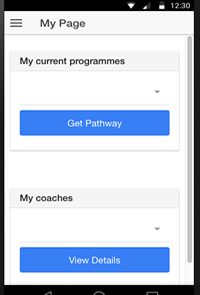 12:30
My Page
My current programmes
Get Pathway
My coaches
View Details